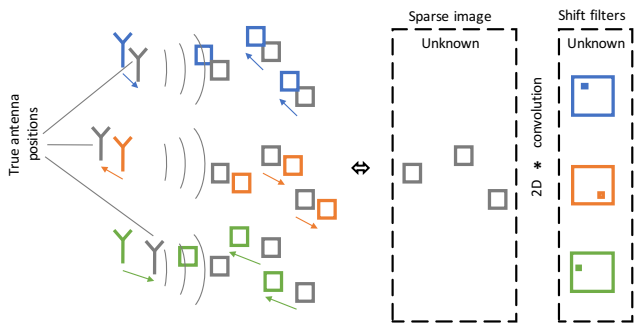 Sparse image
Shift filters
Unknown
Unknown
True antenna
positions
⇔
2D * convolution